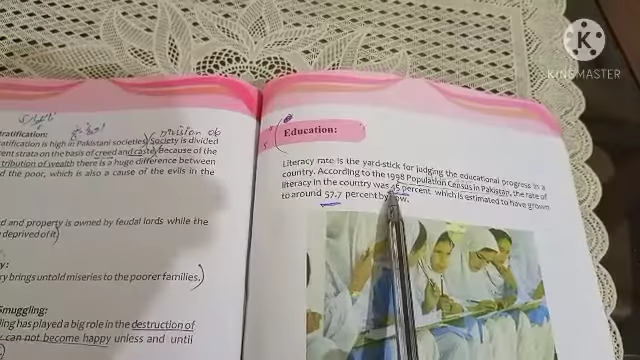 tratification:
ratification is high in Pakistani societies. Society is divided
rent strata on the basis of creed and caste. Because of the
tribution of wealth there is a huge difference between
d the poor, which is also a cause of the evils in the
division of
d and property is owned by feudal lords while the
deprived of it
y:
ry brings untold miseries to the poorer families.
Smuggling:
ling has played a big role in the destruction of
y can not become happy unless and until
Education:
Literacy rate is the yard-stick for judging the educational progress in a
country. According to the 1998 Population Census in Pakistan, the rate of
literacy in the country was 45 percent which is estimated to have grown
to around 57.7 percent by now.
KINEMASTER